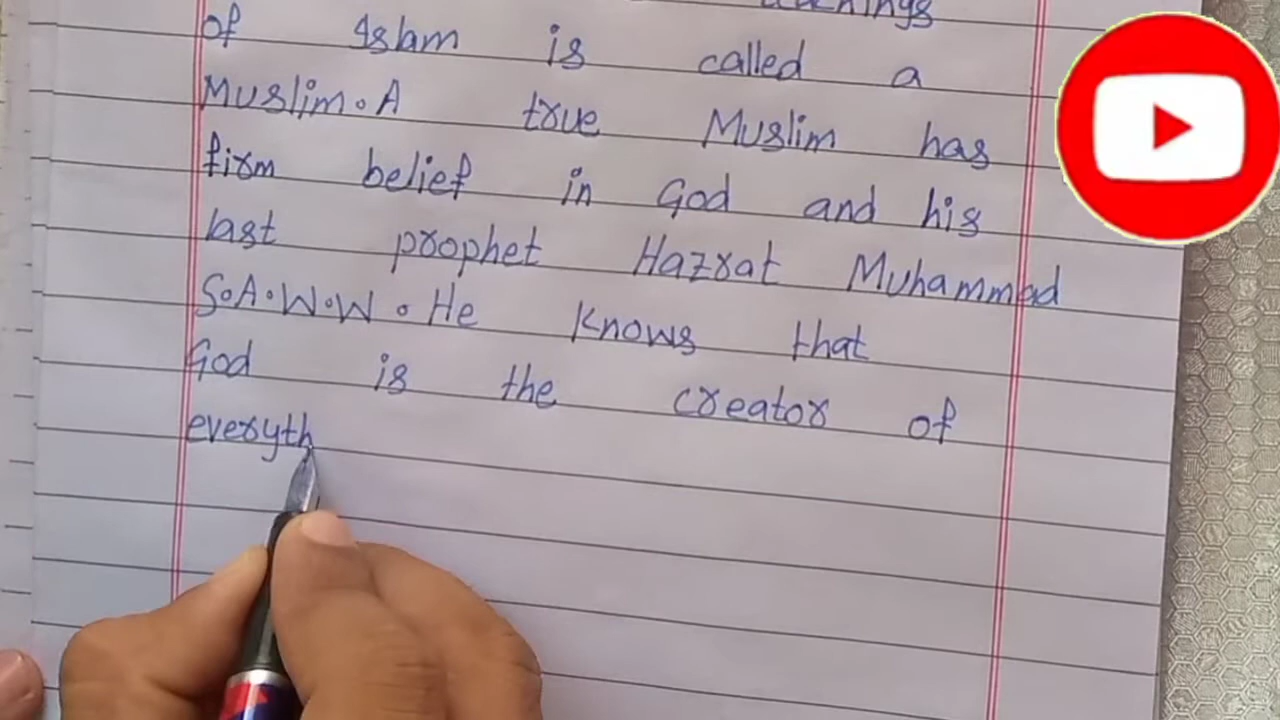 of Islam is called a
Muslim. A true Muslim has
firm belief in God and his
last prophet Hazrat Muhammad
S.A.W.W. He knows that
God is the creator of
everyth